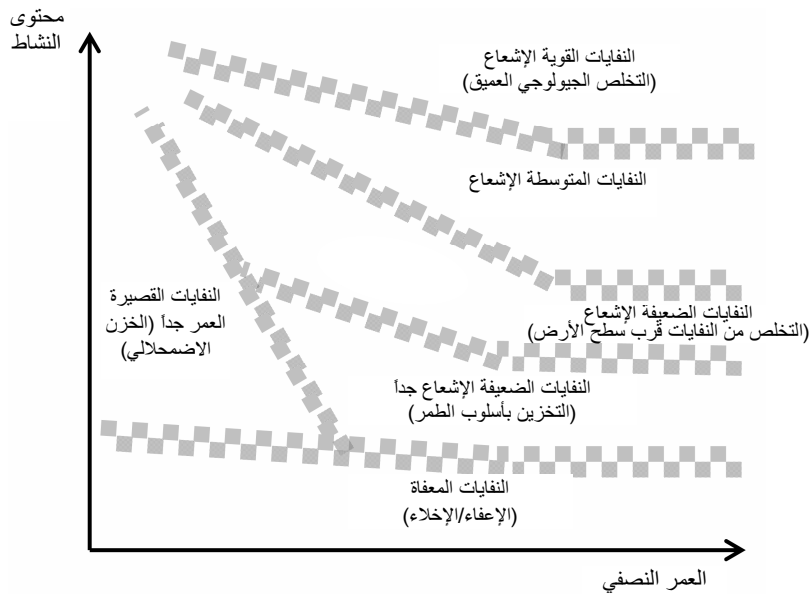 محتوى
النشاط
النفايات القوية الإشعاع
(التخلص الجيولوجي العميق)
النفايات المتوسطة الإشعاع
النفايات القصيرة
العمر جداً (الخزن
الاضمحلالي)
النفايات الضعيفة الإشعاع
(التخلص من النفايات قرب سطح الأرض)
النفايات الضعيفة الإشعاع جداً
(التخزين بأسلوب الطمر)
النفايات المعفاة
(الإعفاء/الإخلاء)
العمر النصفي